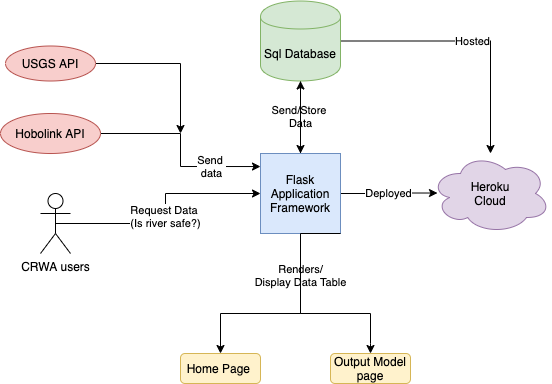 USGS API
Hobolink API
Sql Database
Hosted
Send/Store
Data
Send
data
Flask
Application
Framework
Deployed
Heroku
Cloud
Request Data
(Is river safe?)
CRWA users
Renders/
Display Data Table
Home Page
Output Model
page